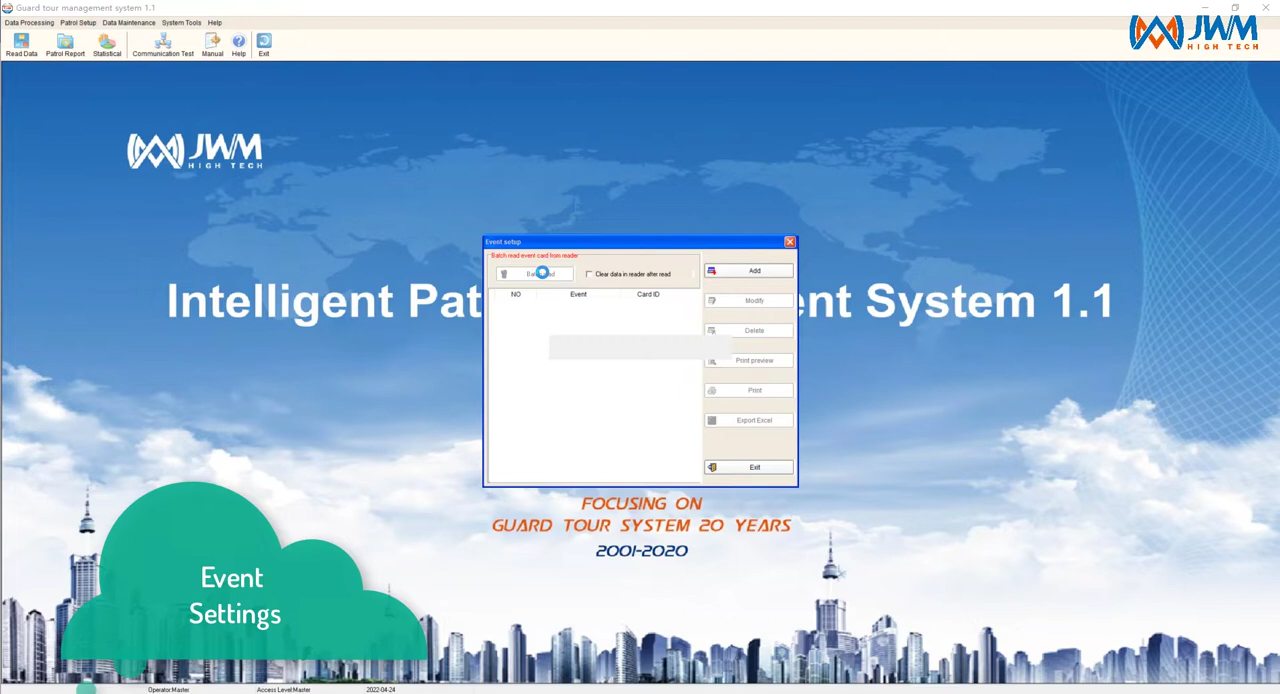 Guard tour management system 1.1
Data Processing Patrol Setup Data Maintenance System Tools Help
Read Data Patrol Report Statistical Communication Test Manual Help Exit
JWM
HIGH TECH
JWM
HIGH TECH
Event setup
Batch read event card from reader
Clear data in reader after read
Add
NO Event Card ID
Modify
Intelligent Pat nt System 1.1
Delete
Print preview
Print
Export Excel
Exit
FOCUSING ON
GUARD TOUR SYSTEM 20 YEARS
2001-2020
Event
Settings
Operator:Master Access Level:Master 2022-04-24